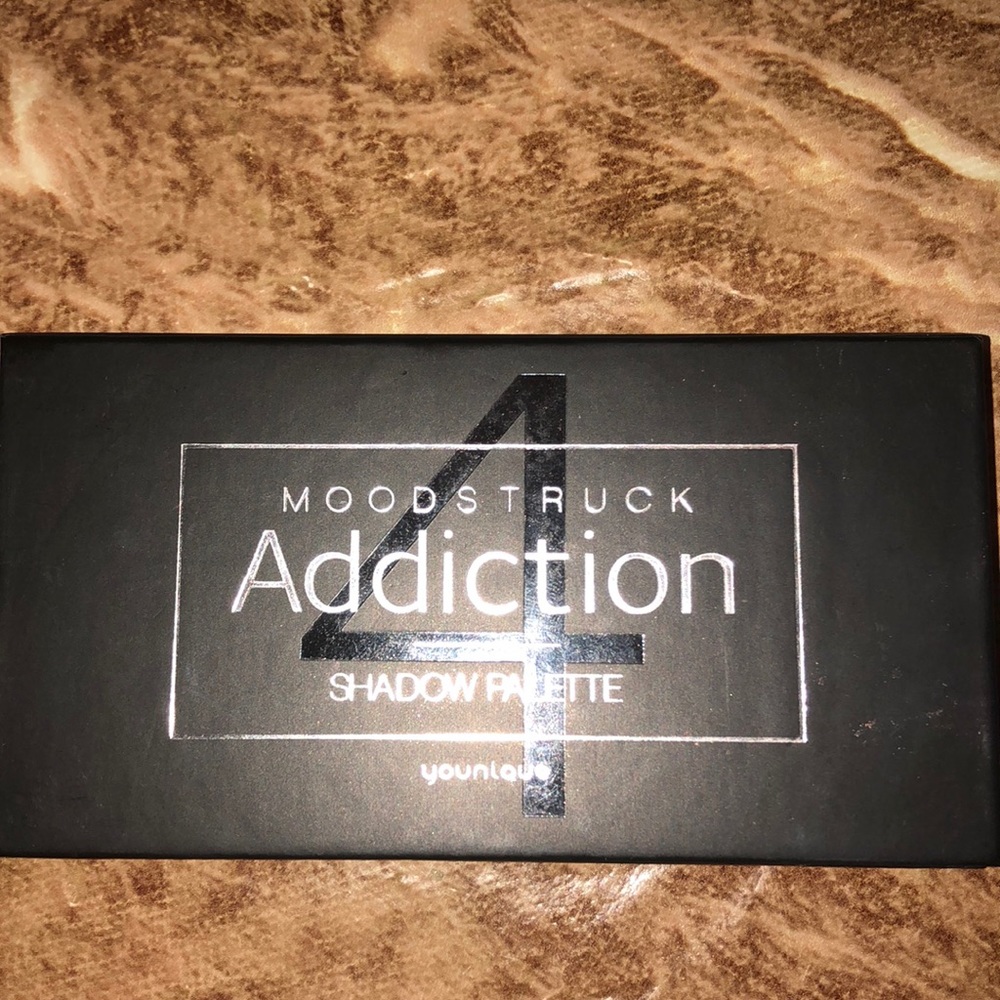 4
MOODSTRUCK
Addiction
SHADOW PALETTE
younique